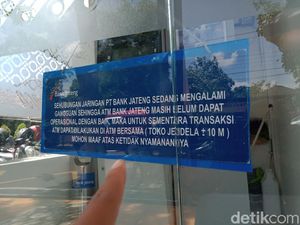 SEHUBUNGAN JARINGAN PT BANK JATENG SEDANG MENGALAMI
GANGGUAN SEHINGGA ATM BANK JATENG MASIH BELUM DAPAT
OPERASIONAL DENGAN BAIK, MAKA UNTUK SEMENTARA TRANSAKSI
ATM DAPAT DILAKUKAN DI ATM BERSAMA ( TOKO JENDELA ± 10 M )
MOHON MAAF ATAS KETIDAK NYAMANANNYA
detikcom